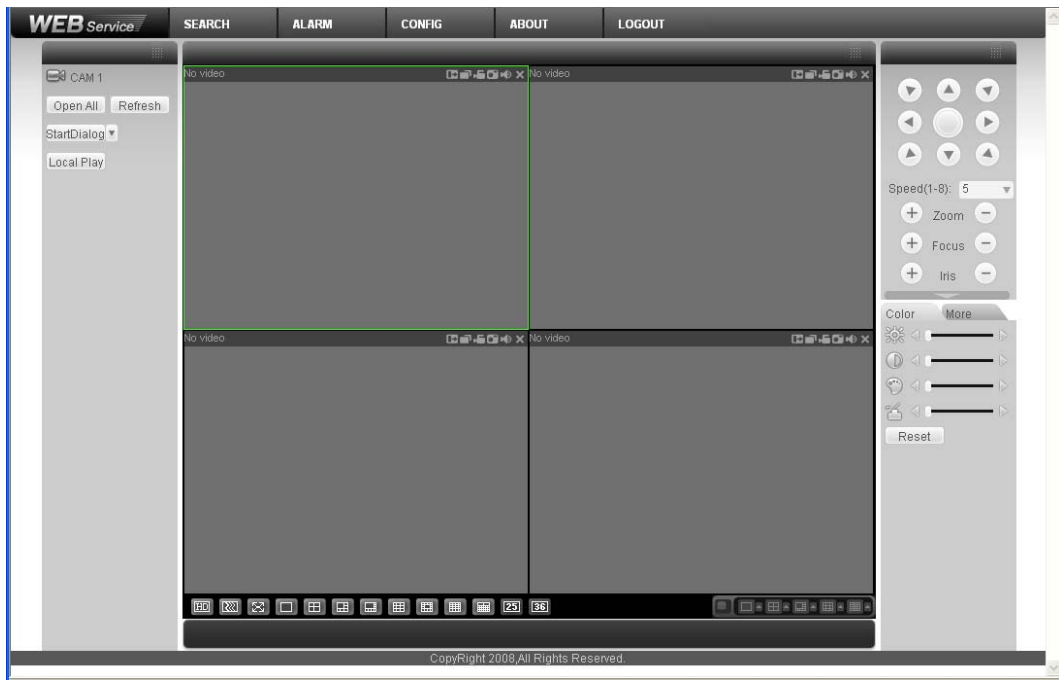 WEB Service
SEARCH ALARM CONFIG ABOUT LOGOUT
CAM 1
Open All Refresh
StartDialog
Local Play
No video
No video
No video
No video
Speed(1-8): 5
Zoom
Focus
Iris
Color More
Reset
HD
25 36
CopyRight 2008,All Rights Reserved.